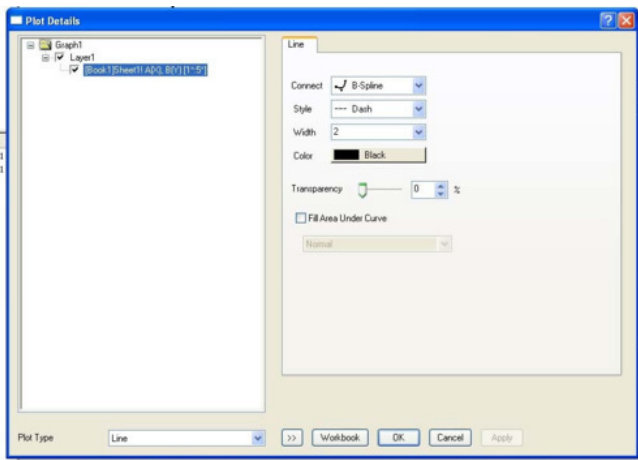 Plot Details
Graph1
Layer1
[Book1]Sheet1! A(X), B(Y) [1*:5*]
Line
Connect B-Spline
Style --- Dash
Width 2
Color Black
Transparency 0 %
Fill Area Under Curve
Normal
Plot Type Line >> Workbook OK Cancel Apply